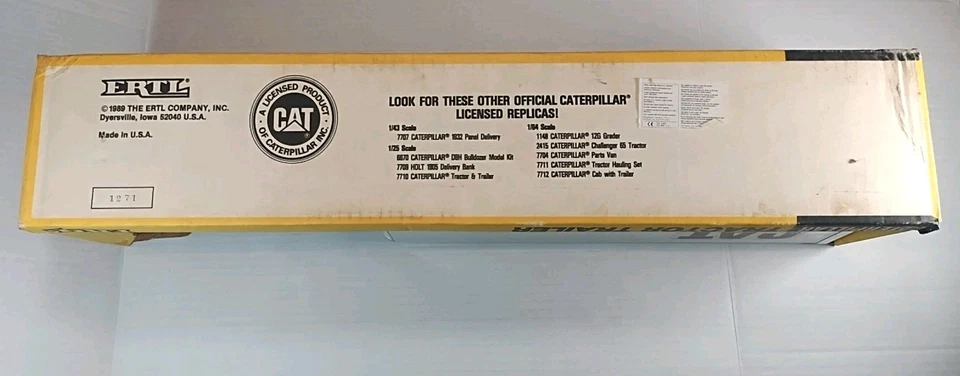 ERTL®
© 1989 THE ERTL COMPANY, INC.
Dyersville, Iowa 52040 U.S.A.
Made in U.S.A.
1271
A LICENSED PRODUCT
CAT
OF CATERPILLAR INC.
LOOK FOR THESE OTHER OFFICIAL CATERPILLAR®
LICENSED REPLICAS!
1/43 Scale
7707 CATERPILLAR® 1932 Panel Delivery
1/25 Scale
8670 CATERPILLAR® D8H Bulldozer Model Kit
7709 HOLT 1905 Delivery Bank
7710 CATERPILLAR® Tractor & Trailer
1/64 Scale
1148 CATERPILLAR® 12G Grader
2415 CATERPILLAR® Challenger 65 Tractor
7704 CATERPILLAR® Parts Van
7711 CATERPILLAR® Tractor Hauling Set
7712 CATERPILLAR® Cab with Trailer
CAT
TRACTOR TRAILER